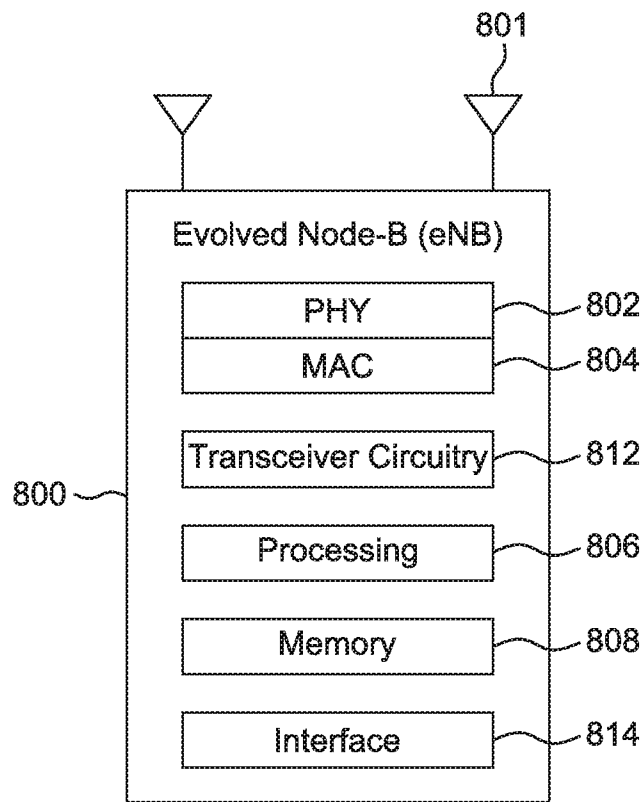 801
Evolved Node-B (eNB)
PHY
802
MAC
804
Transceiver Circuitry
812
800
Processing
806
Memory
808
Interface
814